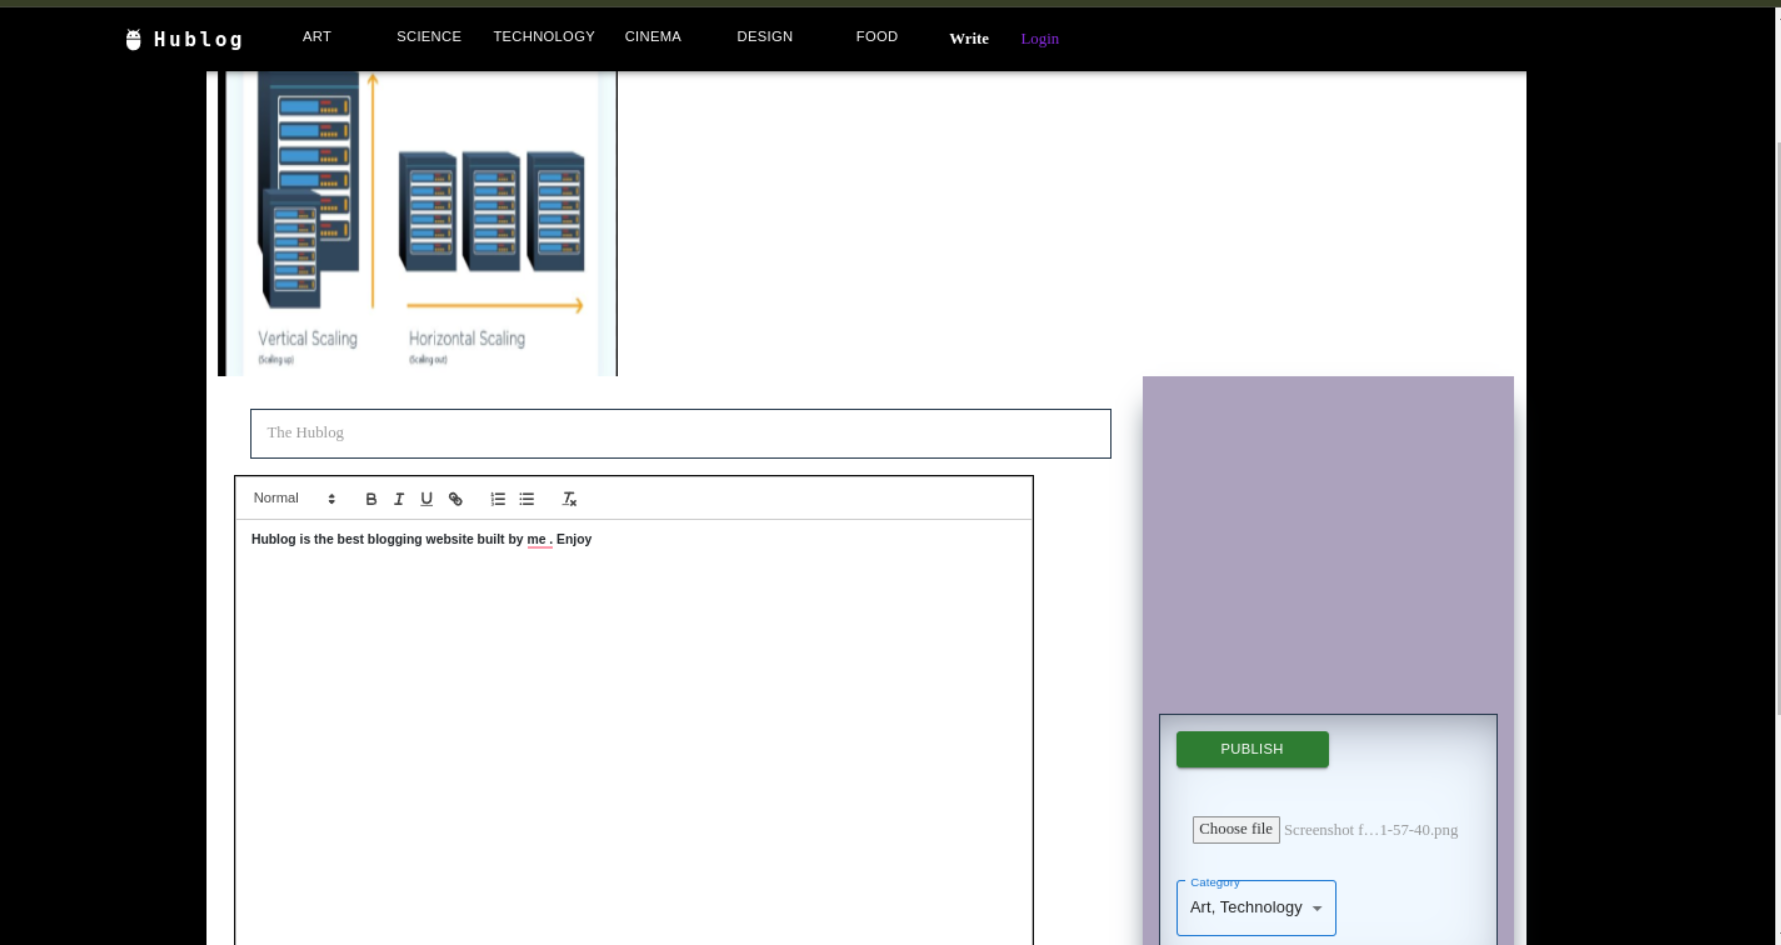 Hublog ART SCIENCE TECHNOLOGY CINEMA DESIGN FOOD Write Login
Vertical Scaling Horizontal Scaling
(Scaling up) (Scaling out)
The Hublog
Normal
Hublog is the best blogging website built by me . Enjoy
PUBLISH
Choose file Screenshot f…1-57-40.png
Category
Art, Technology